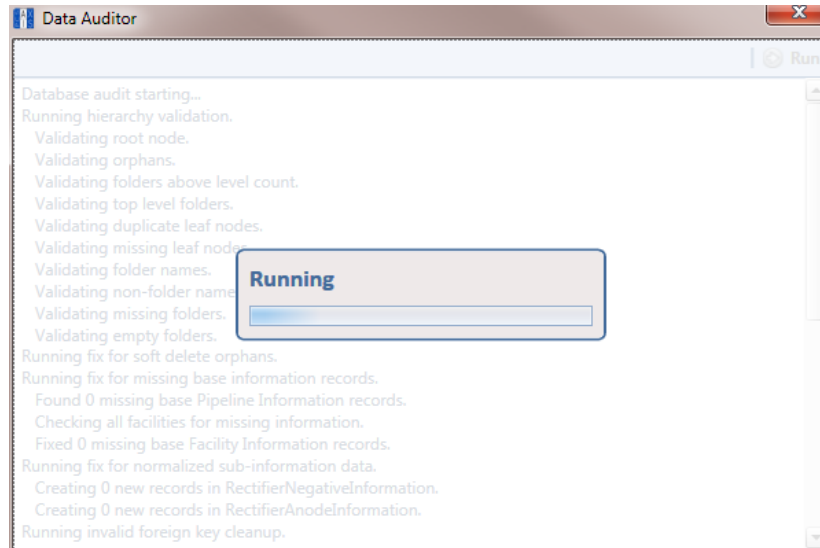 Data Auditor
Run
Database audit starting...
Running hierarchy validation.
Validating root node.
Validating orphans.
Validating folders above level count.
Validating top level folders.
Validating duplicate leaf nodes.
Validating missing leaf nodes
Validating folder names.
Validating non-folder name
Validating missing folders.
Validating empty folders.
Running
Running fix for soft delete orphans.
Running fix for missing base information records.
Found 0 missing base Pipeline Information records.
Checking all facilities for missing information.
Fixed 0 missing base Facility Information records.
Running fix for normalized sub-information data.
Creating 0 new records in RectifierNegativeInformation.
Creating 0 new records in RectifierAnodeInformation.
Running invalid foreign key cleanup.